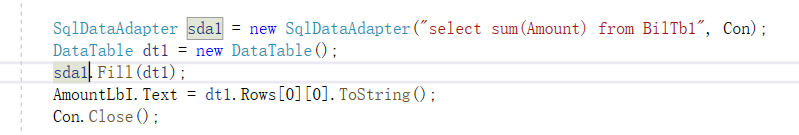 SqlDataAdapter sda1 = new SqlDataAdapter("select sum(Amount) from BilTb1", Con);
DataTable dt1 = new DataTable();
sda1.Fill(dt1);
AmountLbI.Text = dt1.Rows[0][0].ToString();
Con.Close();